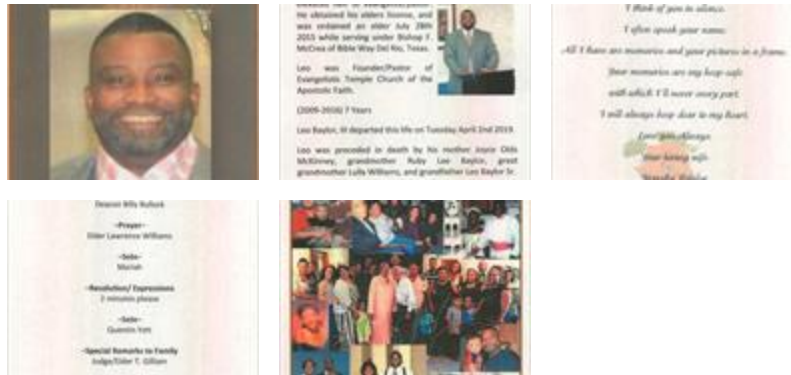 He obtained his elders license, and
was ordained an elder July 28th
2015 while serving under Bishop F.
McCrea of Bible Way Del Rio, Texas.
Leo was Founder/Pastor of
Evangelistic Temple Church of the
Apostolic Faith.
(2009-2016) 7 Years
Leo Baylor, III departed this life on Tuesday April 2nd 2019.
Leo was preceded in death by his mother Joyce Olds
McKinney, grandmother Ruby Lee Baylor, great
grandmother Lula Williams, and grandfather Leo Baylor Sr.
I think of you in silence.
I often speak your name.
All I have are memories and your pictures in a frame.
Your memories are my keep safe
with which I'll never every part.
I will always keep dear to my heart.
Love you Always
Your loving wife
Deacon Billy Bullock
~Prayer~
Elder Lawrence Williams
~Solo~
Mariah
~Resolution/ Expressions
2 minutes please
~Solo~
Quentin Yett
~Special Remarks to Family
Judge/Elder T. Gilliam